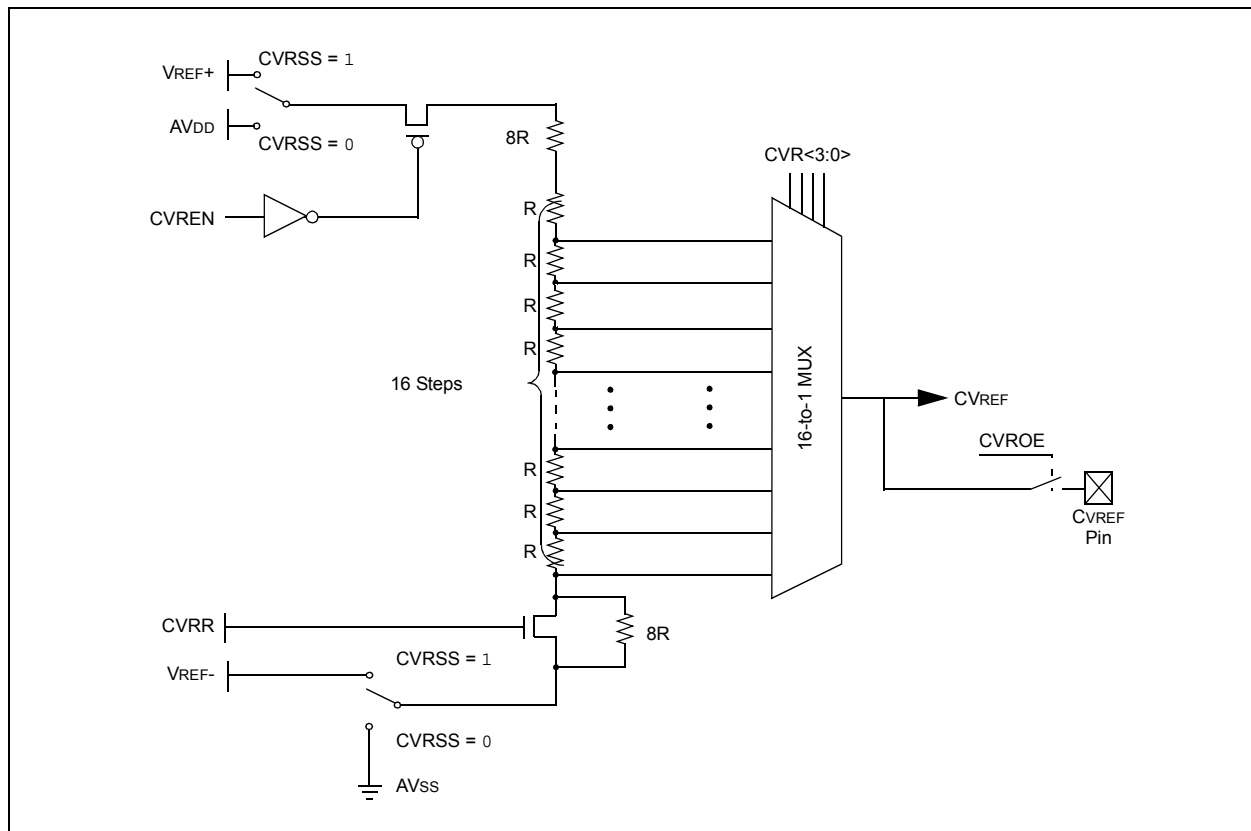 CVRSS = 1
VREF+
AVDD
CVRSS = 0
8R
CVR<3:0>
CVREN
R
R
R
R
16 Steps
16-to-1 MUX
CVREF
CVROE
R
R
R
CVREF
Pin
CVRR
8R
CVRSS = 1
VREF-
CVRSS = 0
AVSS